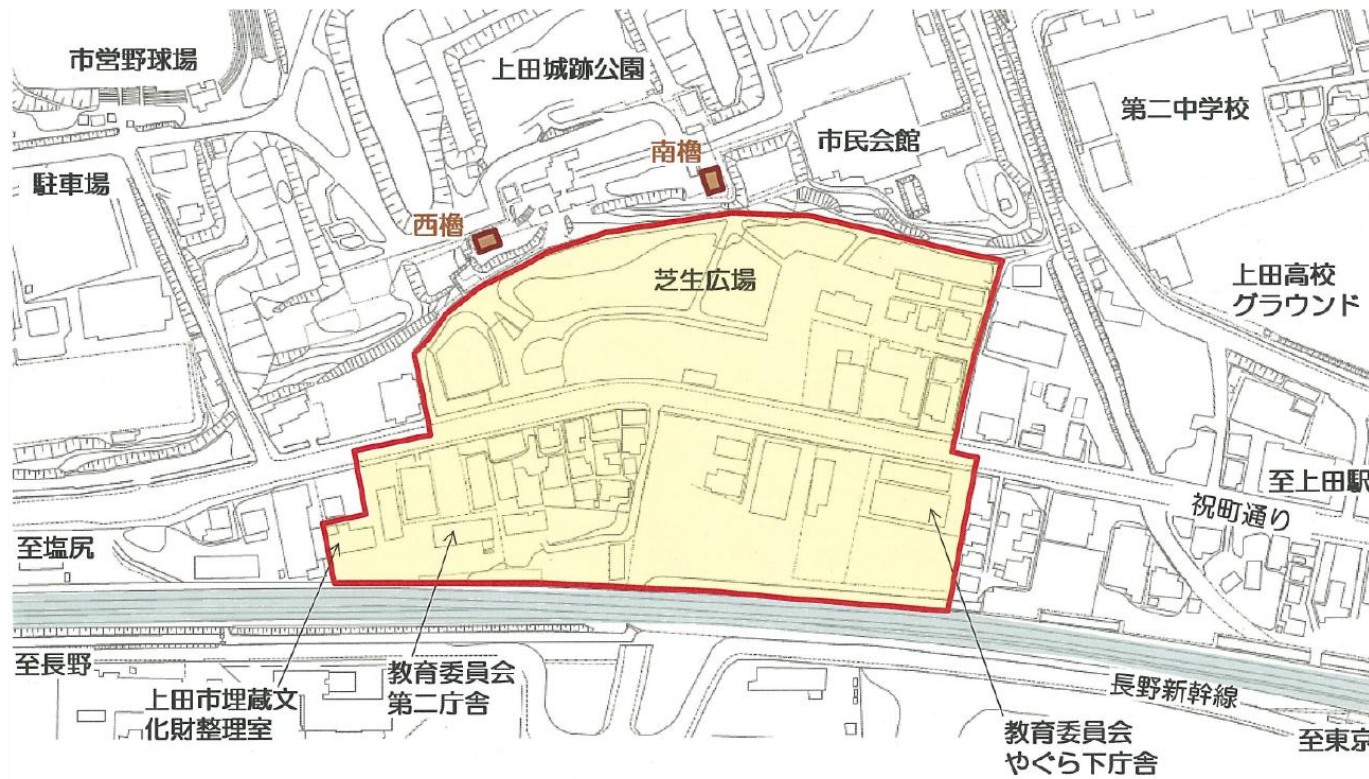 市営野球場
上田城跡公園
第二中学校
市民会館
南櫓
駐車場
西櫓
芝生広場
上田高校
グラウンド
至上田駅
祝町通り
至塩尻
至長野
上田市埋蔵文
化財整理室
教育委員会
第二庁舎
長野新幹線
教育委員会
やぐら下庁舎
至東京